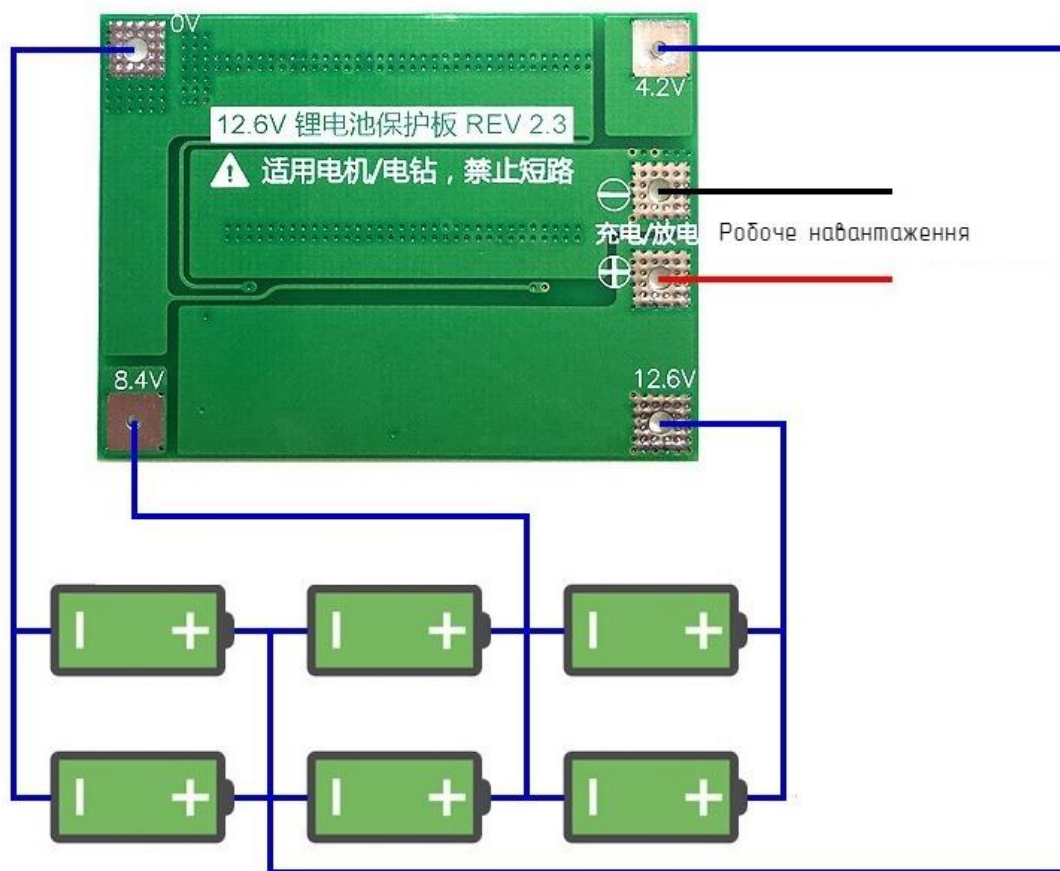 0V
4.2V
12.6V 锂电池保护板 REV 2.3
适用电机/电钻，禁止短路
充电/放电
Робоче навантаження
8.4V
12.6V